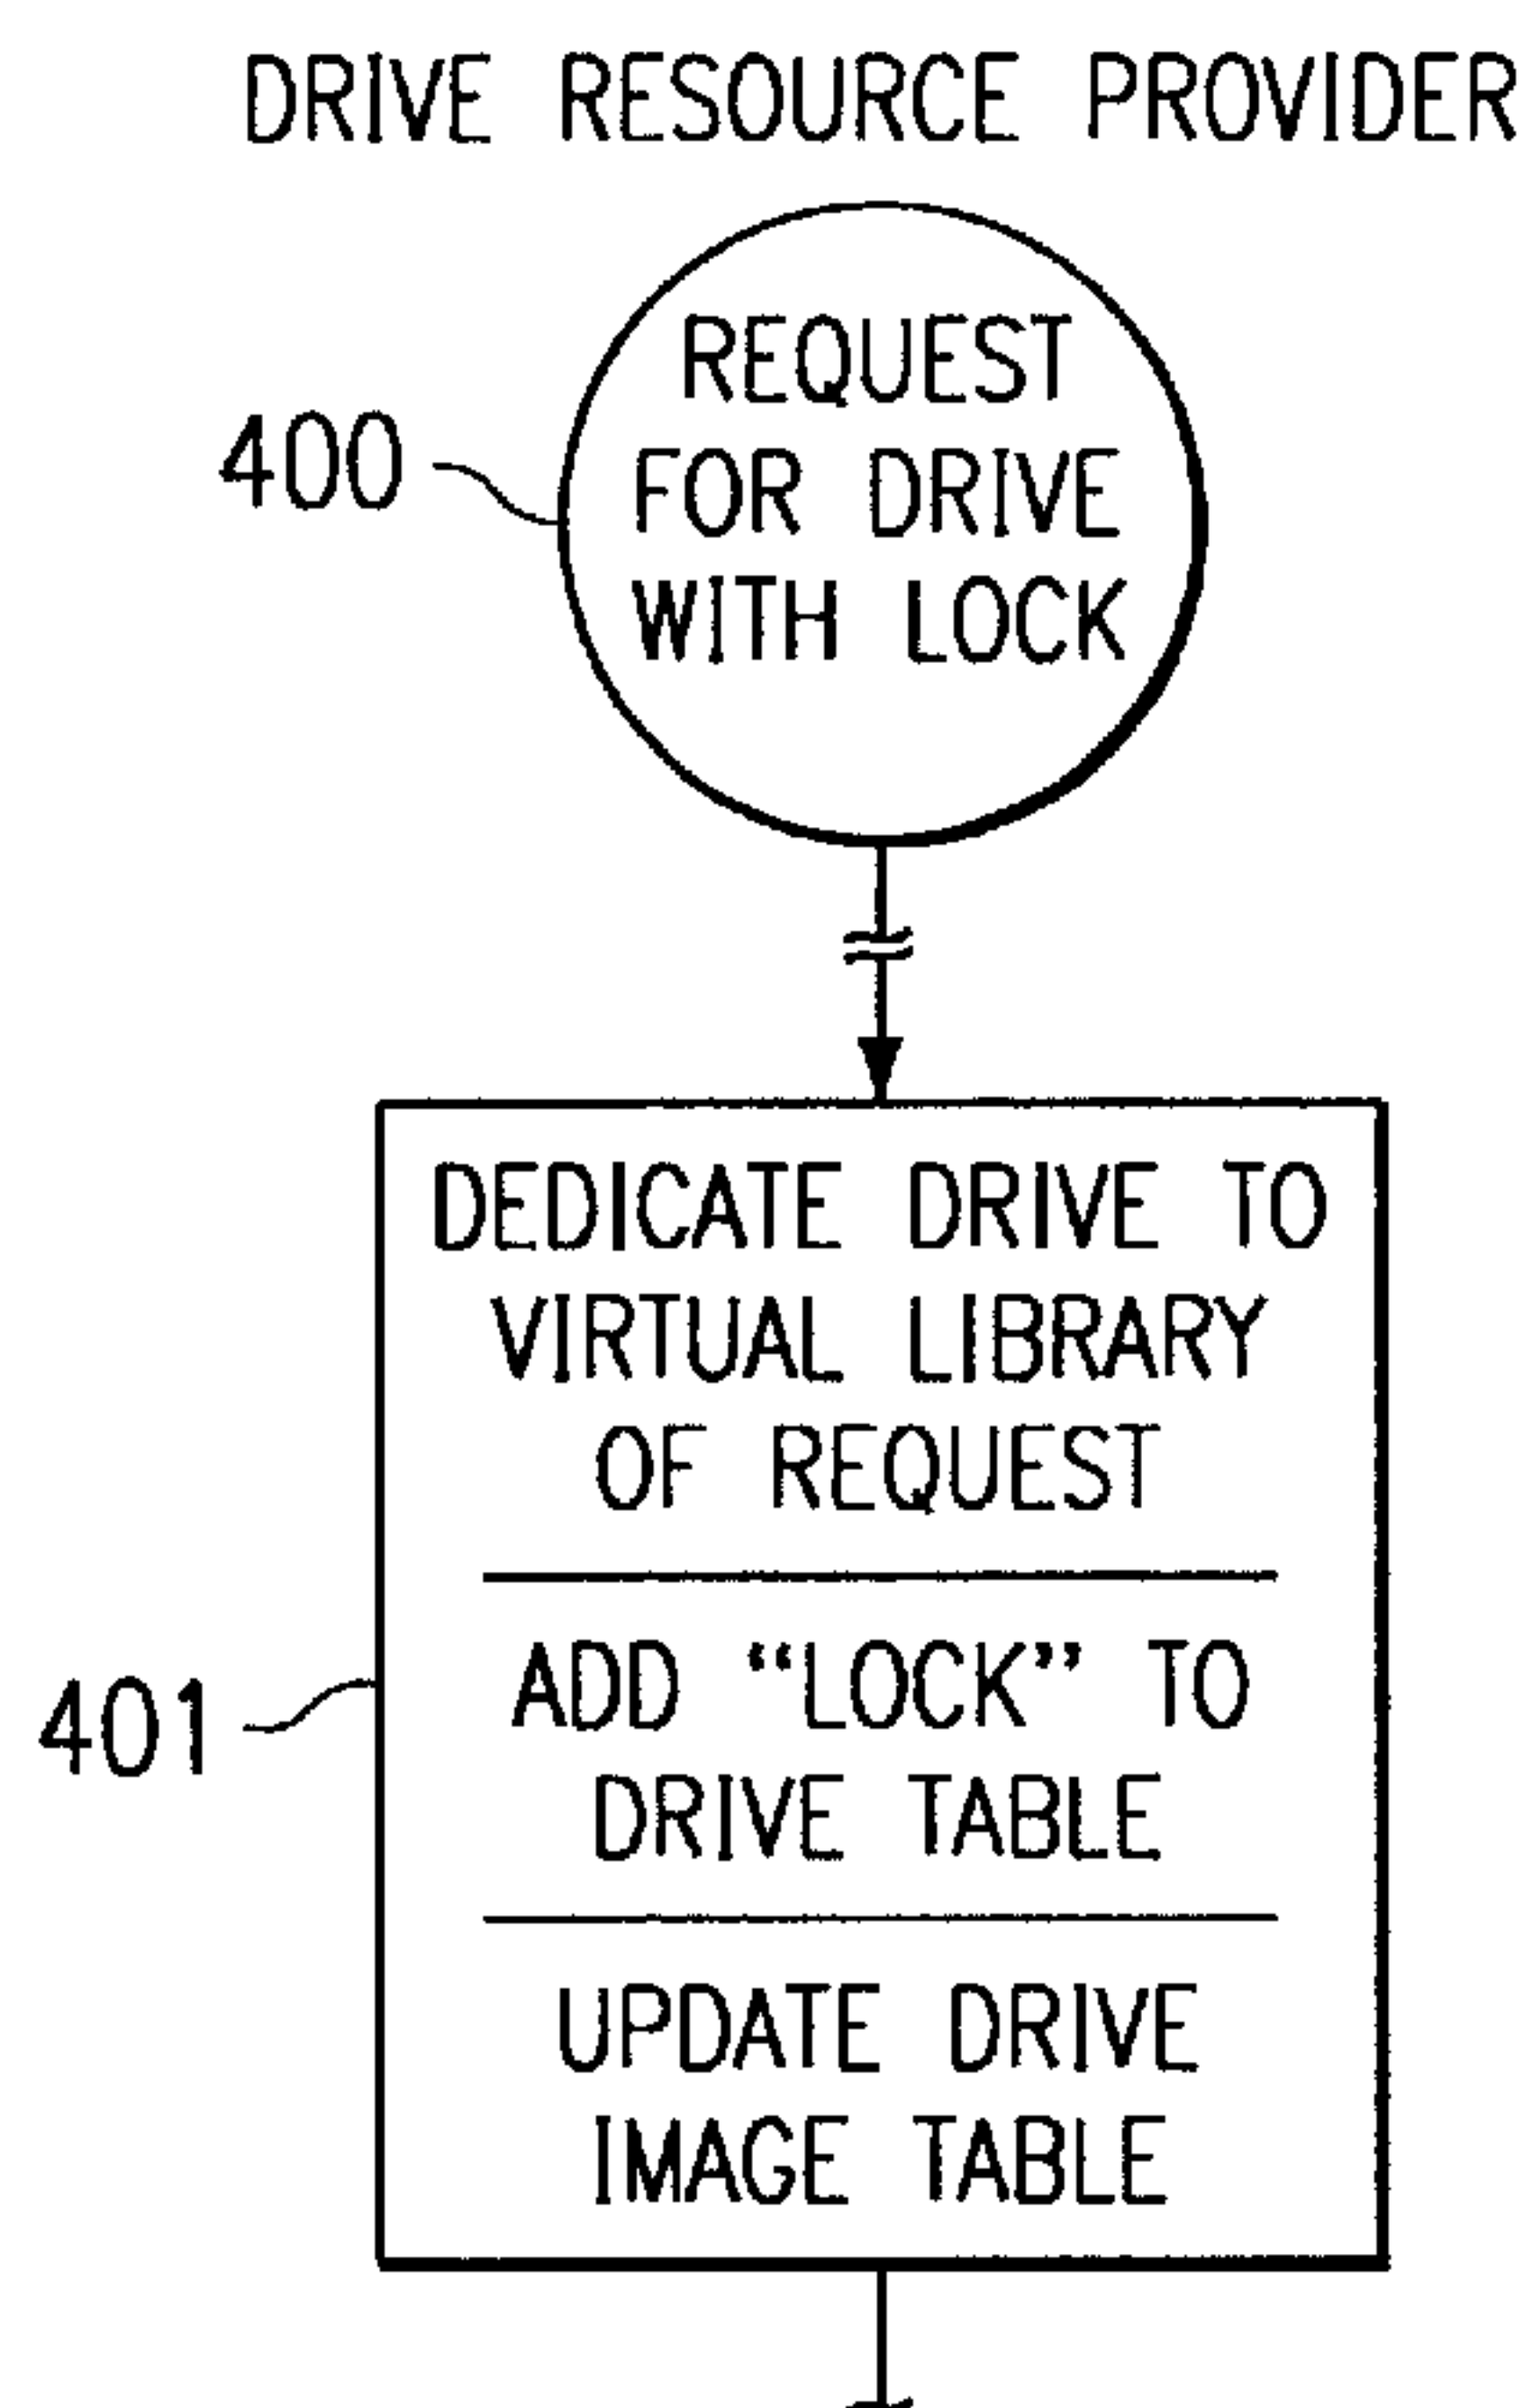 DRIVE RESOURCE PROVIDER
REQUEST
FOR DRIVE
WITH LOCK
400
DEDICATE DRIVE TO
VIRTUAL LIBRARY
OF REQUEST
ADD “LOCK” TO
DRIVE TABLE
401
UPDATE DRIVE
IMAGE TABLE